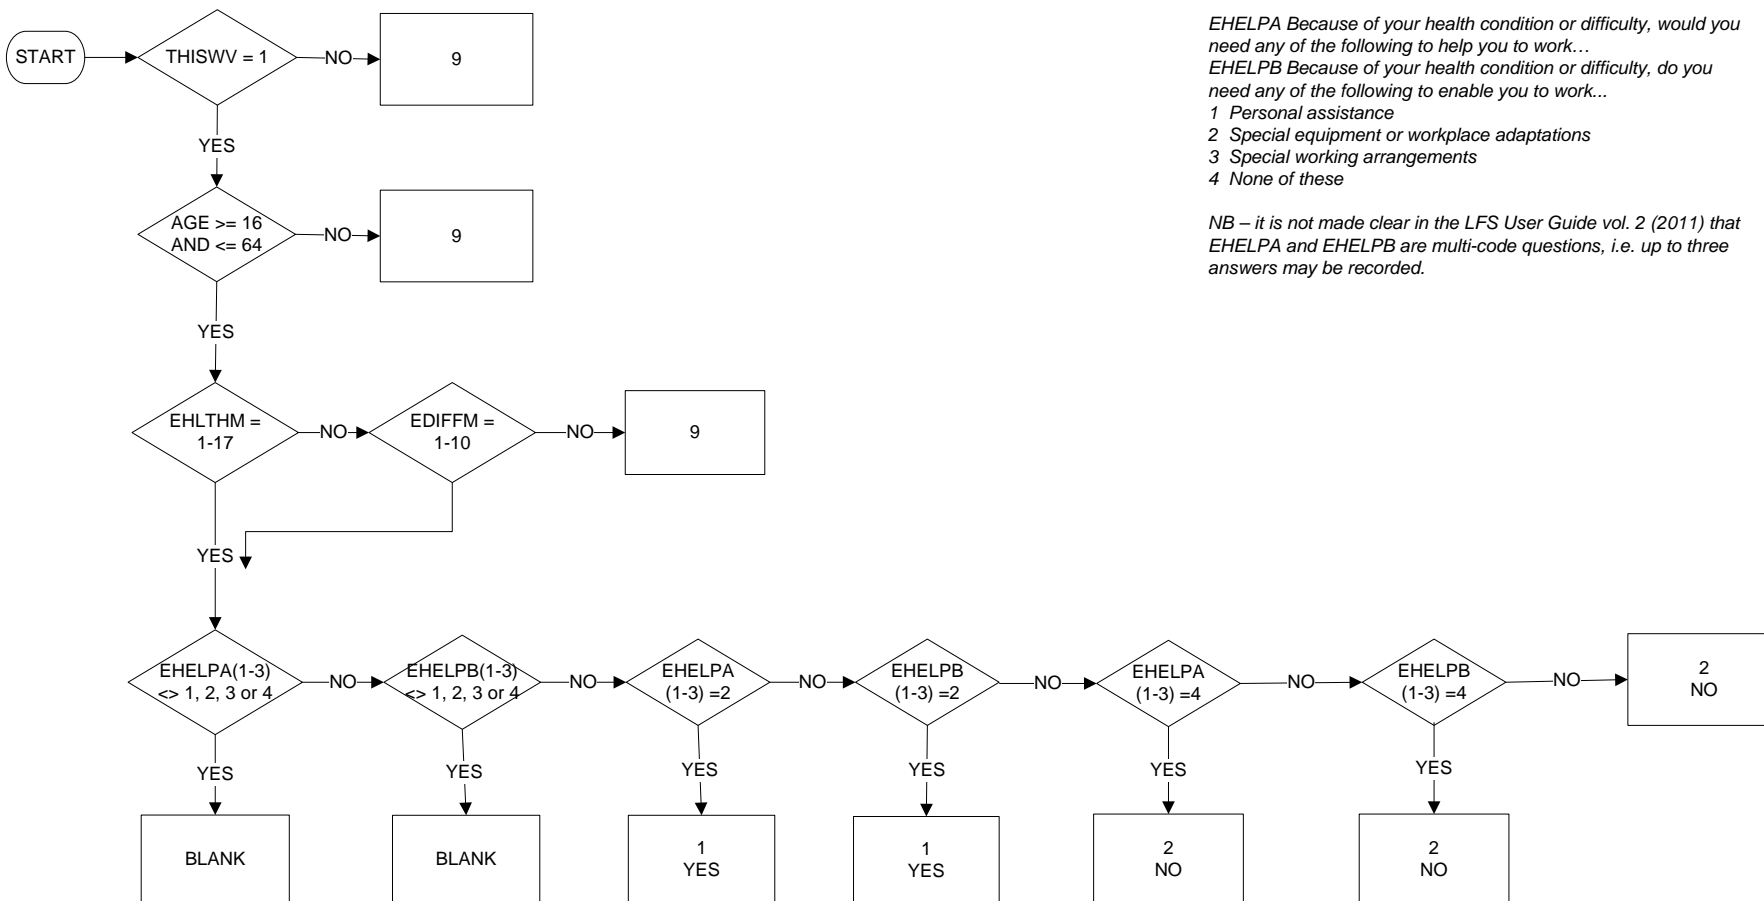 START
THISWV = 1
NO
9
YES
AGE >= 16
AND <= 64
NO
9
YES
EHLTHM =
1-17
NO
EDIFFM =
1-10
NO
9
YES
EHELPA(1-3)
<> 1, 2, 3 or 4
NO
EHELPB(1-3)
<> 1, 2, 3 or 4
NO
EHELPA
(1-3) =2
NO
EHELPB
(1-3) =2
NO
EHELPA
(1-3) =4
NO
EHELPB
(1-3) =4
NO
2
NO
YES
YES
YES
YES
YES
YES
BLANK
BLANK
1
YES
1
YES
2
NO
2
NO
EHELPA Because of your health condition or difficulty, would you
need any of the following to help you to work…
EHELPB Because of your health condition or difficulty, do you
need any of the following to enable you to work...
1 Personal assistance
2 Special equipment or workplace adaptations
3 Special working arrangements
4 None of these
NB – it is not made clear in the LFS User Guide vol. 2 (2011) that
EHELPA and EHELPB are multi-code questions, i.e. up to three
answers may be recorded.